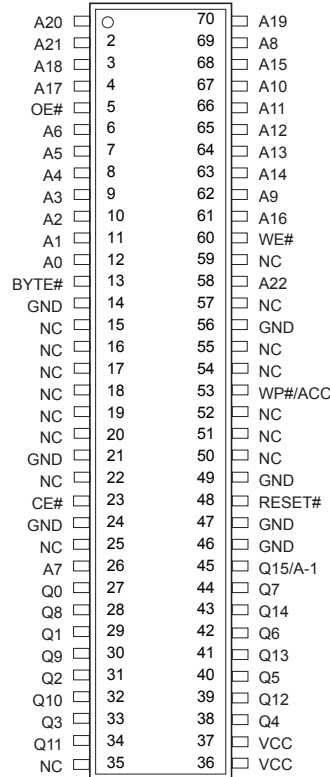 A20 70 A19
A21 2 69 A8
A18 3 68 A15
A17 4 67 A10
OE# 5 66 A11
A6 6 65 A12
A5 7 64 A13
A4 8 63 A14
A3 9 62 A9
A2 10 61 A16
A1 11 60 WE#
A0 12 59 NC
BYTE# 13 58 A22
GND 14 57 NC
NC 15 56 GND
NC 16 55 NC
NC 17 54 NC
NC 18 53 WP#/ACC
NC 19 52 NC
NC 20 51 NC
GND 21 50 NC
NC 22 49 GND
CE# 23 48 RESET#
GND 24 47 GND
NC 25 46 GND
A7 26 45 Q15/A-1
Q0 27 44 Q7
Q8 28 43 Q14
Q1 29 42 Q6
Q9 30 41 Q13
Q2 31 40 Q5
Q10 32 39 Q12
Q3 33 38 Q4
Q11 34 37 VCC
NC 35 36 VCC